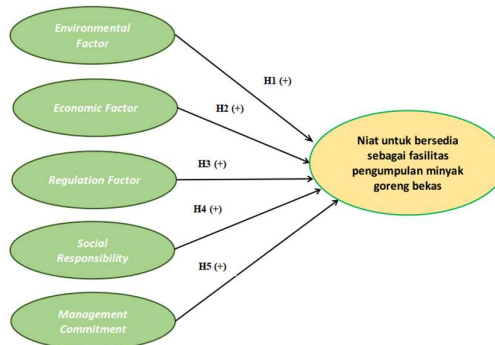 Environmental
Factor
H1 (+)
Economic Factor
H2 (+)
Niat untuk bersedia
sebagai fasilitas
pengumpulan minyak
goreng bekas
Regulation Factor
H3 (+)
H4 (+)
Social
Responsibility
H5 (+)
Management
Commitment